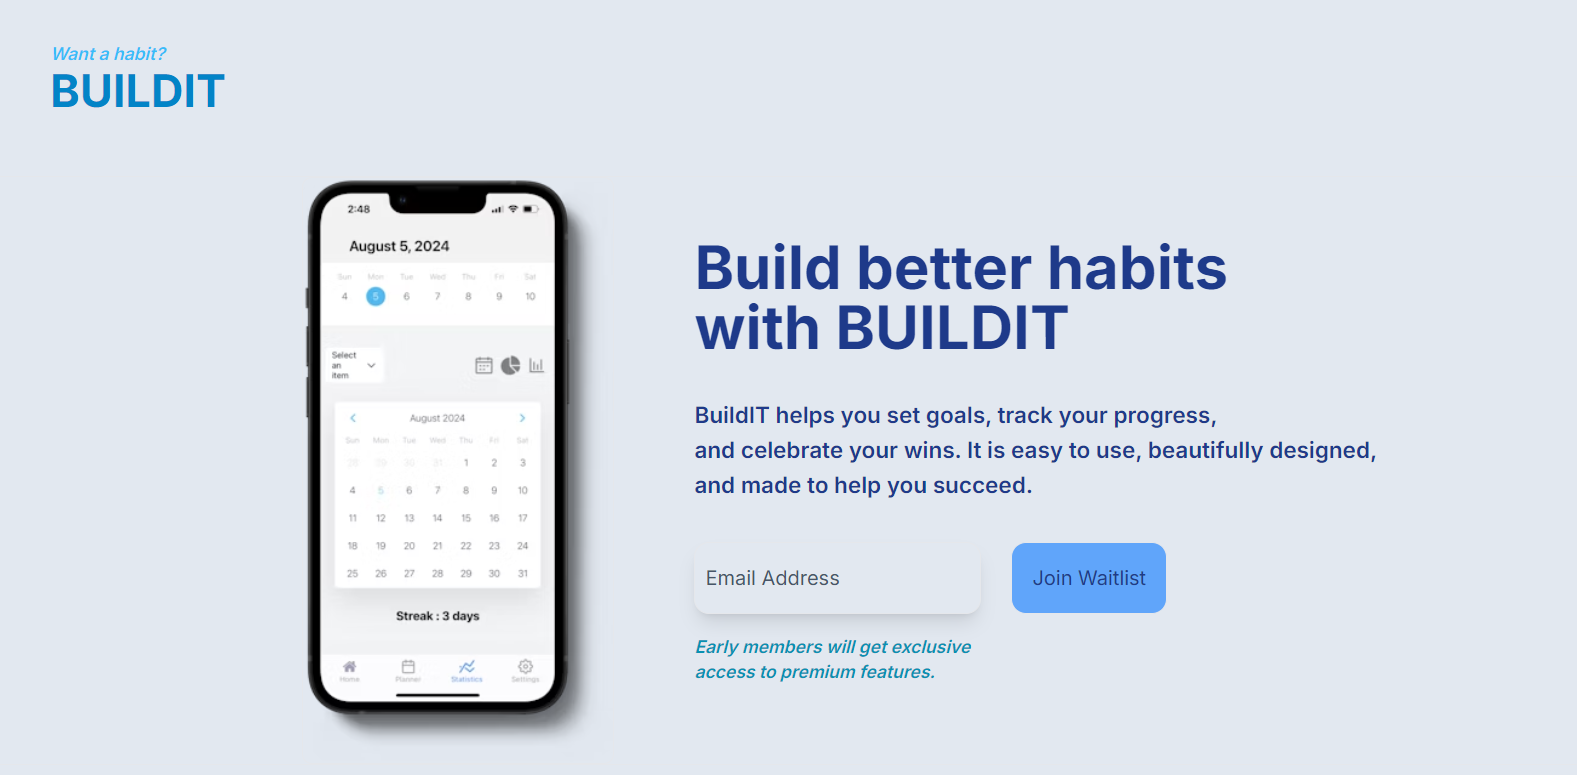 Want a habit?
BUILDIT
2:48
August 5, 2024
Sun Mon Tue Wed Thu Fri Sat
4 5 6 7 8 9 10
Select
an
item
August 2024
Sun Mon Tue Wed Thu Fri Sat
28 29 30 31 1 2 3
4 5 6 7 8 9 10
11 12 13 14 15 16 17
18 19 20 21 22 23 24
25 26 27 28 29 30 31
Streak : 3 days
Home Planner Statistics Settings
Build better habits
with BUILDIT
BuildIT helps you set goals, track your progress,
and celebrate your wins. It is easy to use, beautifully designed,
and made to help you succeed.
Email Address
Join Waitlist
Early members will get exclusive
access to premium features.